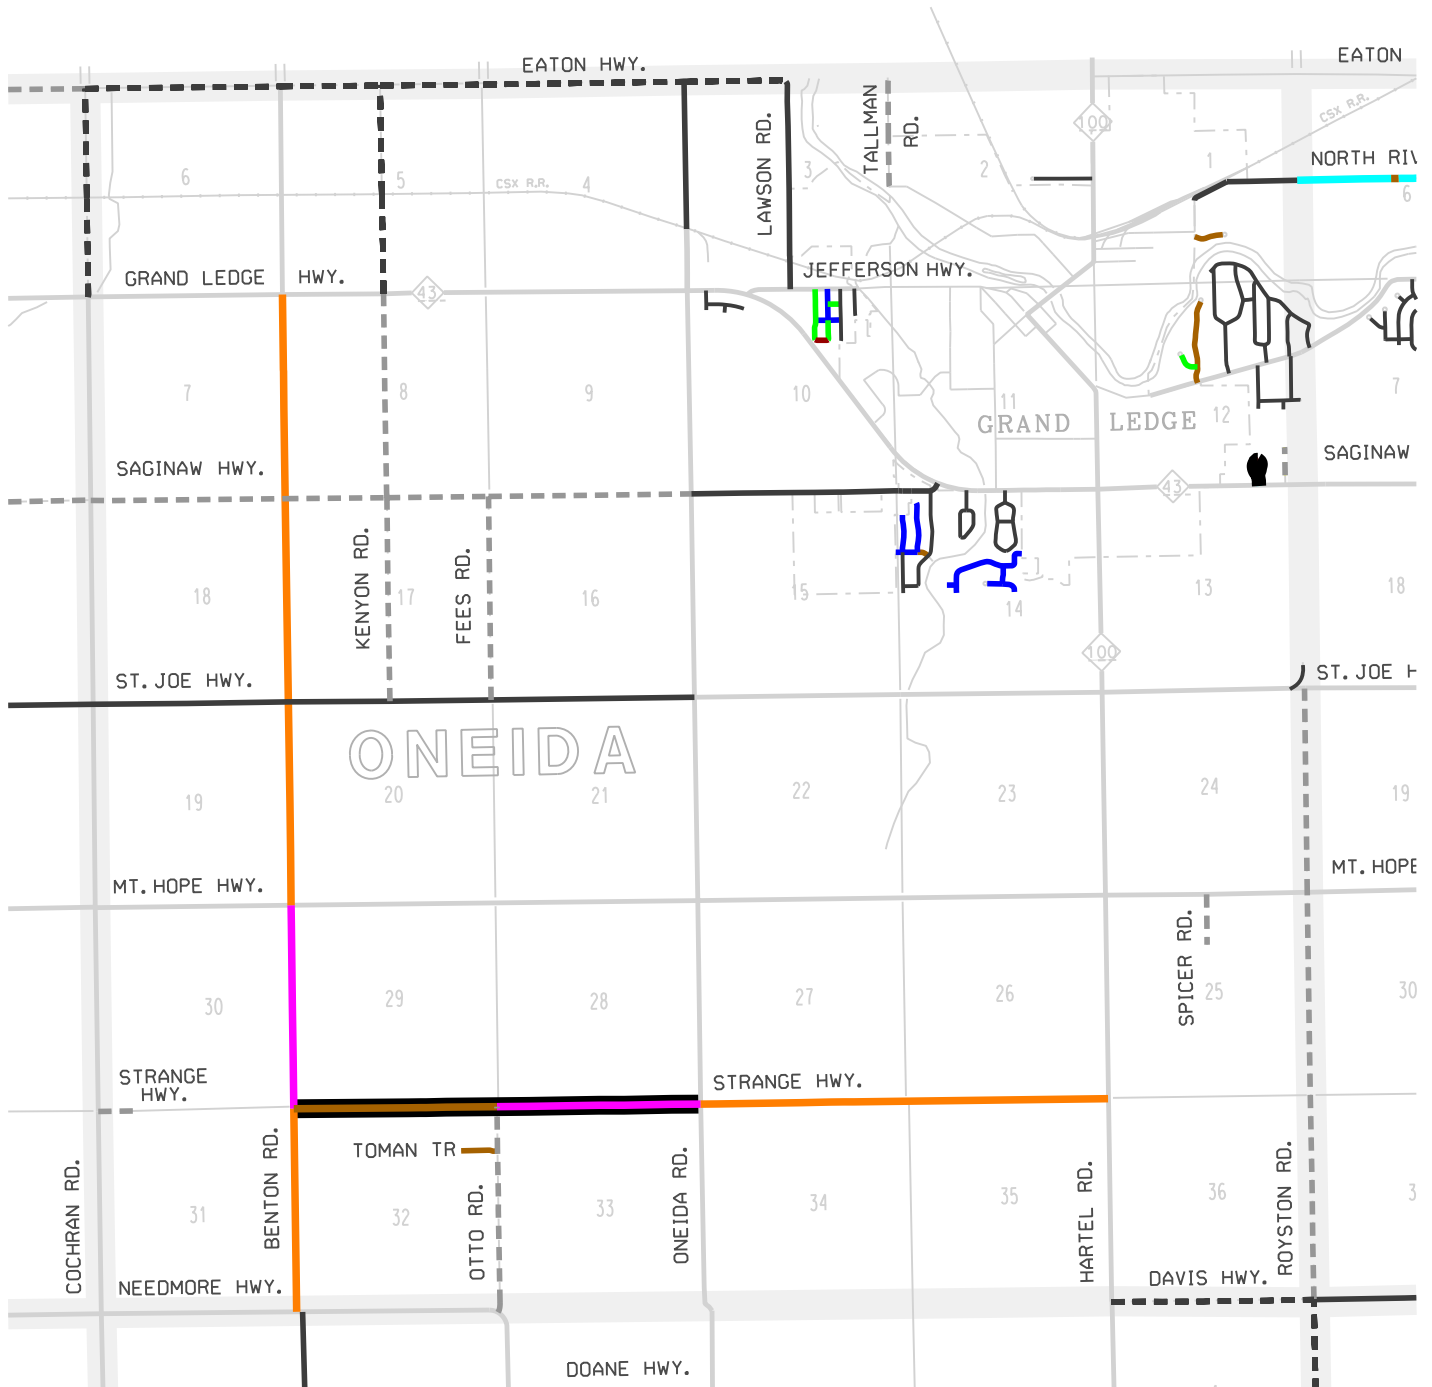 EATON HWY.
EATON
TALLMAN
RD.
LAWSON RD.
100
CSX R.R.
NORTH RIV
6
5
4
3
2
1
6
CSX R.R.
GRAND LEDGE HWY.
43
JEFFERSON HWY.
7
8
9
10
11
12
7
GRAND LEDGE
SAGINAW HWY.
SAGINAW
43
KENYON RD.
FEES RD.
18
17
16
15
14
13
18
100
ST. JOE HWY.
ST. JOE H
ONEIDA
19
20
21
22
23
24
19
MT. HOPE HWY.
MT. HOPE
SPICER RD.
30
29
28
27
26
25
30
STRANGE
HWY.
STRANGE HWY.
TOMAN TR
COCHRAN RD.
BENTON RD.
OTTO RD.
ONEIDA RD.
HARTEL RD.
ROYSTON RD.
31
32
33
34
35
36
3
NEEDMORE HWY.
DAVIS HWY.
DOANE HWY.